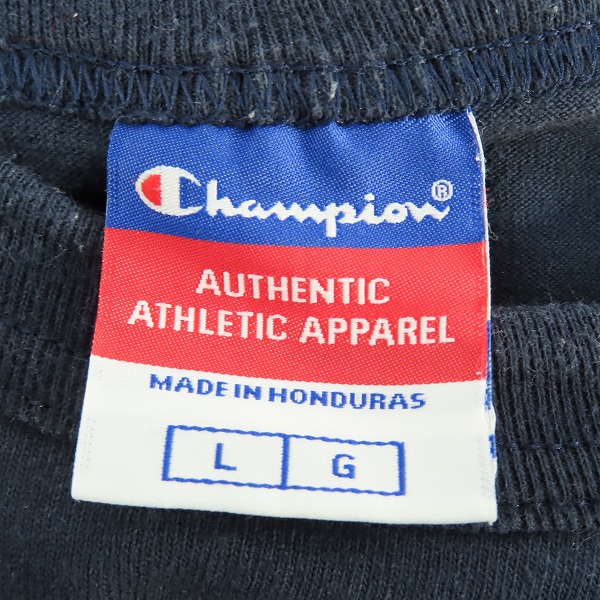 Champion®
AUTHENTIC
ATHLETIC APPAREL
MADE IN HONDURAS
L G